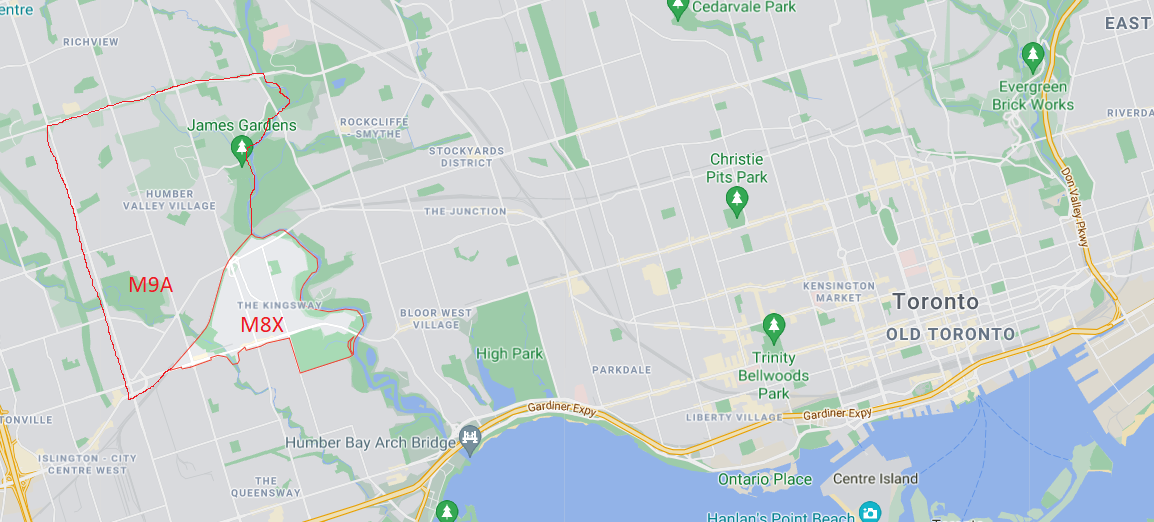 entre
Cedarvale Park
EAST
RICHVIEW
Evergreen
Brick Works
RIVERDA
James Gardens
ROCKCLIFFE
- SMYTHE
STOCKYARDS
DISTRICT
Christie
Pits Park
Don Valley Pkwy
HUMBER
VALLEY VILLAGE
THE JUNCTION
M9A
KENSINGTON
MARKET
Toronto
THE KINGSWAY
M8X
BLOOR WEST
VILLAGE
OLD TORONTO
High Park
Trinity
Bellwoods
Park
PARKDALE
Gardiner Expy
LIBERTY VILLAGE
Gardiner Expy
TONVILLE
Humber Bay Arch Bridge
ISLINGTON - CITY
CENTRE WEST
THE
QUEENSWAY
Ontario Place
Centre Island
Hanlan's Point Beach